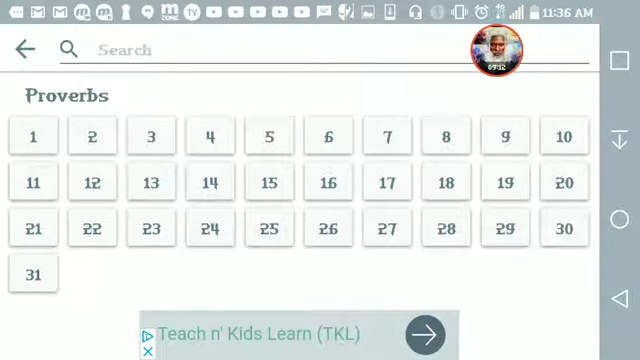 11:36 AM
Search
09:12
Proverbs
1 2 3 4 5 6 7 8 9 10
11 12 13 14 15 16 17 18 19 20
21 22 23 24 25 26 27 28 29 30
31
Teach n' Kids Learn (TKL)